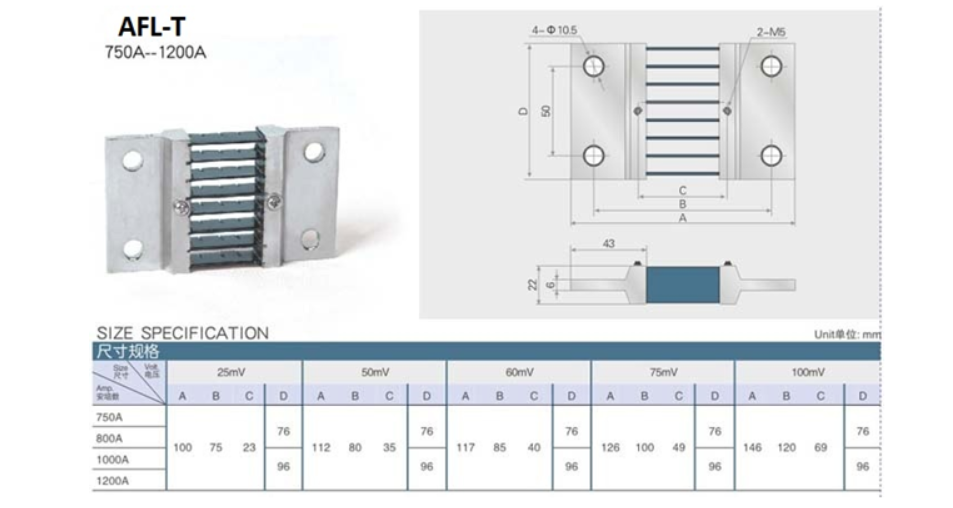 AFL-T
750A--1200A
4-Φ10.5
2-M5
D
50
C
B
A
43
22
6
SIZE SPECIFICATION
Unit单位: mm
尺寸规格
Size 尺寸 Volt. 电压 Amp. 安培数
25mV 50mV 60mV 75mV 100mV
A B C D A B C D A B C D A B C D A B C D
750A
800A
1000A
1200A
100 75 23 76 96
112 80 35 76 96
117 85 40 76 96
126 100 49 76 96
146 120 69 76 96